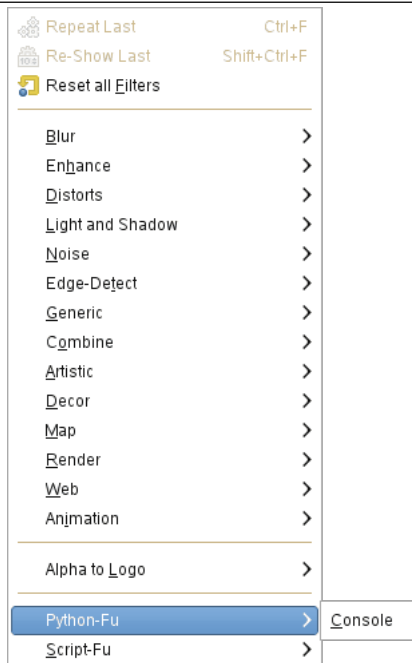 Repeat Last Ctrl+F
Re-Show Last Shift+Ctrl+F
Reset all Filters
Blur
Enhance
Distorts
Light and Shadow
Noise
Edge-Detect
Generic
Combine
Artistic
Decor
Map
Render
Web
Animation
Alpha to Logo
Python-Fu
Console
Script-Fu